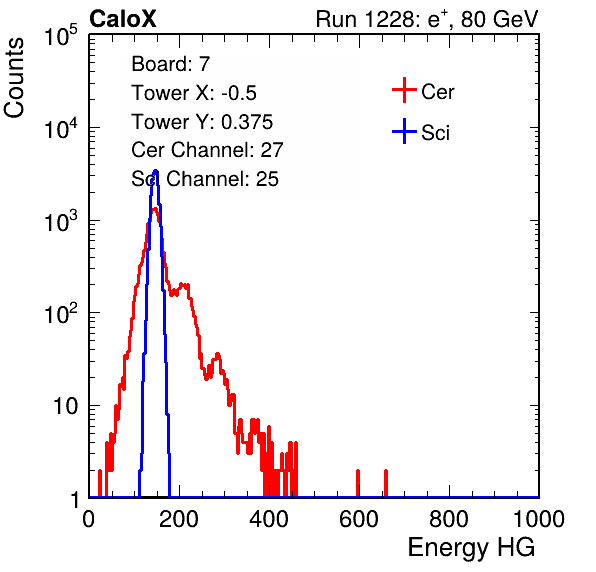 CaloX Run 1228: e⁺, 80 GeV
Counts
Board: 7
Tower X: -0.5
Tower Y: 0.375
Cer Channel: 27
Sci Channel: 25
Cer
Sci
10⁵
10⁴
10³
10²
10
1
0 200 400 600 800 1000
Energy HG